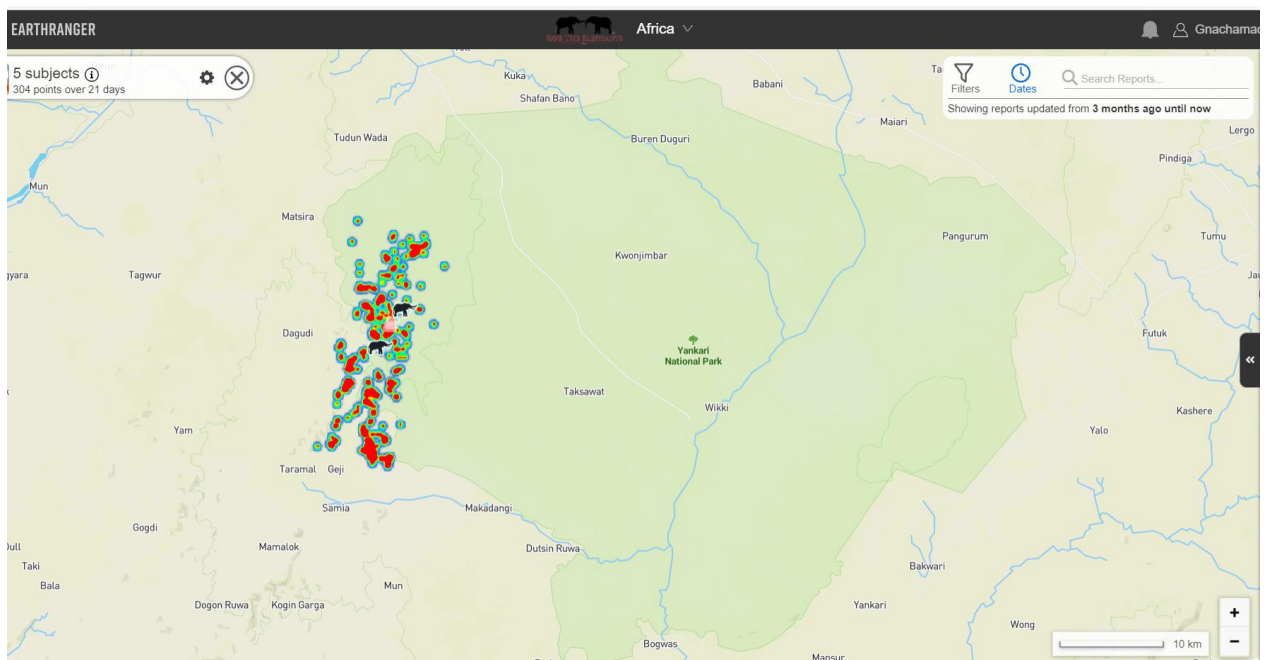 EARTHRANGER
SAVE THE ELEPHANTS
Africa
Gnachamad
5 subjects
304 points over 21 days
Filters
Dates
Search Reports...
Showing reports updated from 3 months ago until now
Kuka
Babani
Shafan Bano
Maiari
Lergo
Tudun Wada
Buren Duguri
Pindiga
Mun
Matsira
Pangurum
Tumu
Kwonjimbar
Tagwur
Dagudi
Futuk
Yankari
National Park
Taksawat
Wikki
Kashere
Yam
Yalo
Taramal
Geji
Samia
Makadangi
Gogdi
Mamalok
Dutsin Ruwa
Taki
Bakwari
Bala
Mun
Dogon Ruwa
Kogin Garga
Yankari
Wong
+
10 km
−
Bogwas
Mansur